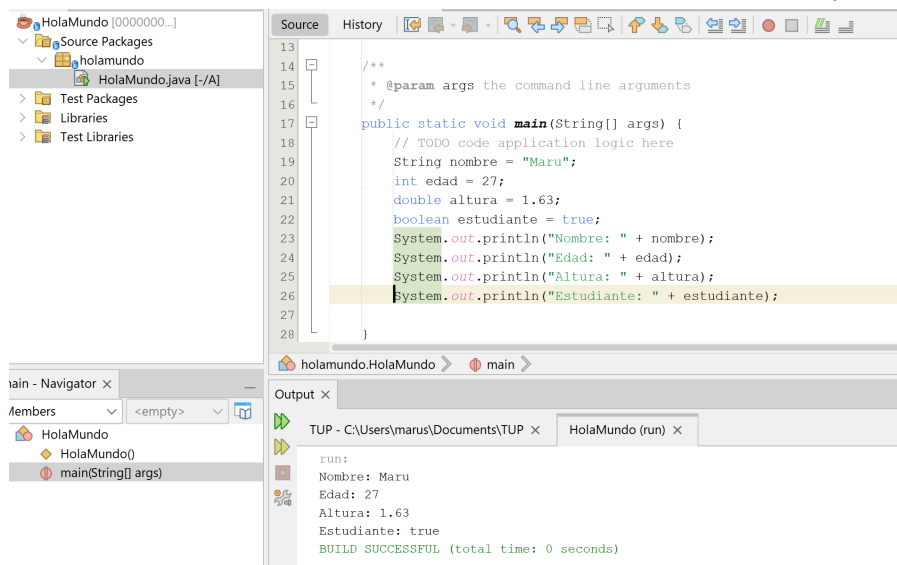 HolaMundo [0000000...]
Source Packages
holamundo
HolaMundo.java [-/A]
Test Packages
Libraries
Test Libraries
Source History
13
14 /**
15 * @param args the command line arguments
16 */
17 public static void main(String[] args) {
18 // TODO code application logic here
19 String nombre = "Maru";
20 int edad = 27;
21 double altura = 1.63;
22 boolean estudiante = true;
23 System.out.println("Nombre: " + nombre);
24 System.out.println("Edad: " + edad);
25 System.out.println("Altura: " + altura);
26 System.out.println("Estudiante: " + estudiante);
27
28 }
holamundo.HolaMundo main
main - Navigator
Members <empty>
HolaMundo
HolaMundo()
main(String[] args)
Output
TUP - C:\Users\marus\Documents\TUP HolaMundo (run)
run:
Nombre: Maru
Edad: 27
Altura: 1.63
Estudiante: true
BUILD SUCCESSFUL (total time: 0 seconds)